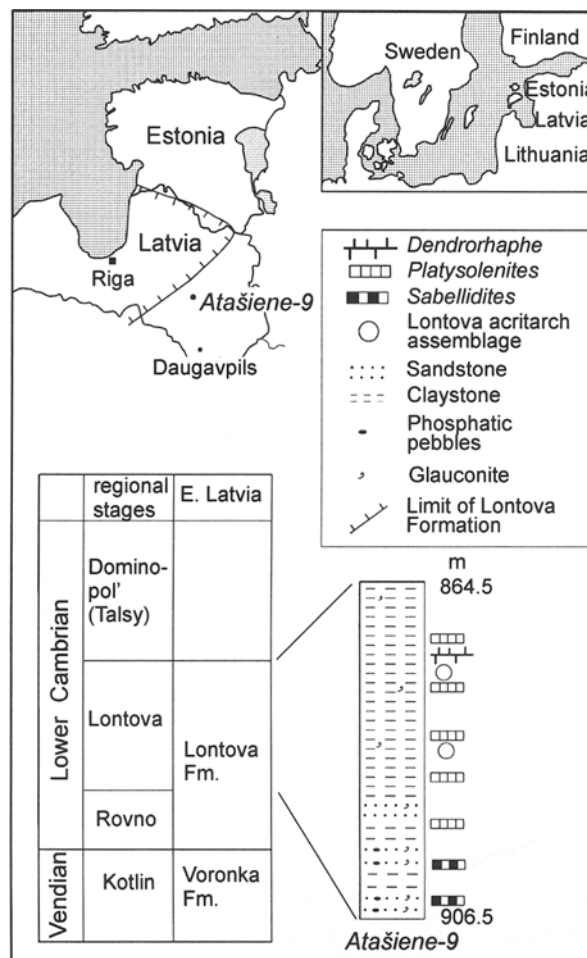 Estonia
Latvia
Riga
Atašiene-9
Daugavpils
Sweden
Finland
Estonia
Latvia
Lithuania
Dendrorhaphe
Platysolenites
Sabellidites
Lontova acritarch
assemblage
Sandstone
Claystone
Phosphatic
pebbles
Glauconite
Limit of Lontova
Formation
regional
stages
E. Latvia
Lower Cambrian
Domino-
pol'
(Talsy)
Lontova
Lontova
Fm.
Rovno
Vendian
Kotlin
Voronka
Fm.
m
864.5
906.5
Atašiene-9